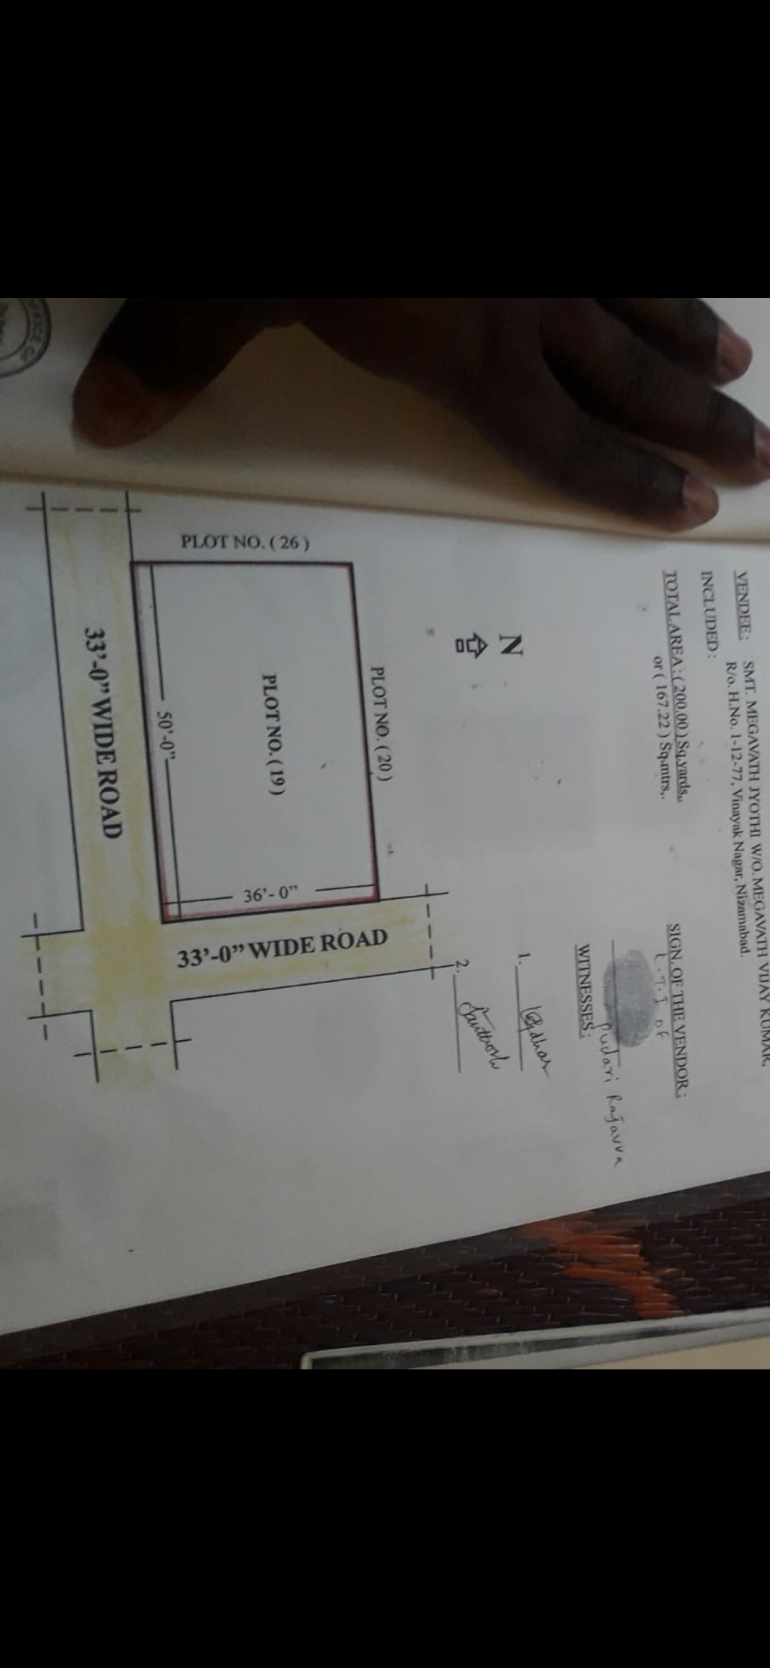 VENDEE : SMT. MEGAVATH JYOTHI W/O. MEGAVATH VIJAY KUMAR,
R/o. H.No. 1-12-77, Vinayak Nagar, Nizamabad.
INCLUDED :
TOTAL AREA : ( 200.00 ) Sq.yards,.
or ( 167.22 ) Sq.mtrs,.
SIGN. OF THE VENDOR :
L.T.I of
Pudari Rajavva
WITNESSES :
1.
2. Santhosh
N
PLOT NO. ( 20 )
PLOT NO. ( 26 )
PLOT NO. ( 19 )
36'- 0"
50'-0"
33'-0" WIDE ROAD
33'-0" WIDE ROAD
OFFICE OF